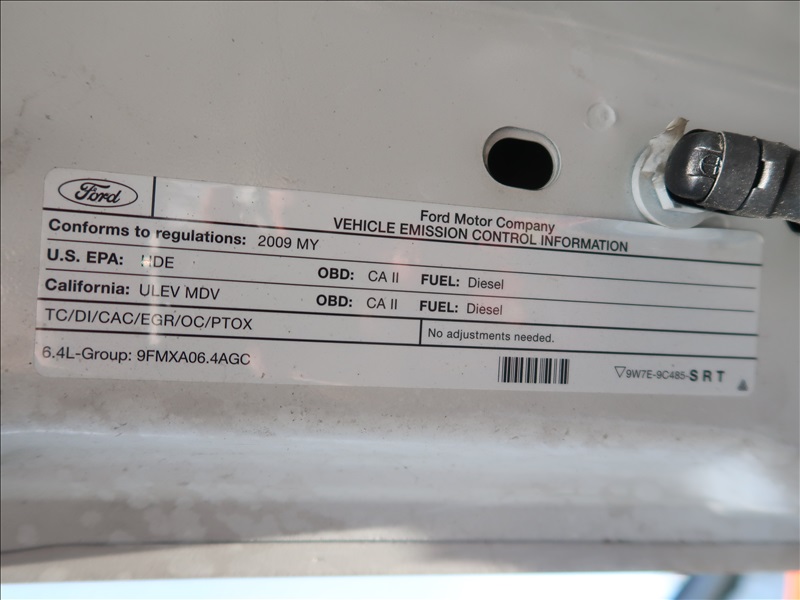 Ford
Ford Motor Company
VEHICLE EMISSION CONTROL INFORMATION
Conforms to regulations: 2009 MY
U.S. EPA: HDE OBD: CA II FUEL: Diesel
California: ULEV MDV OBD: CA II FUEL: Diesel
TC/DI/CAC/EGR/OC/PTOX No adjustments needed.
6.4L-Group: 9FMXA06.4AGC 9W7E-9C485-SRT